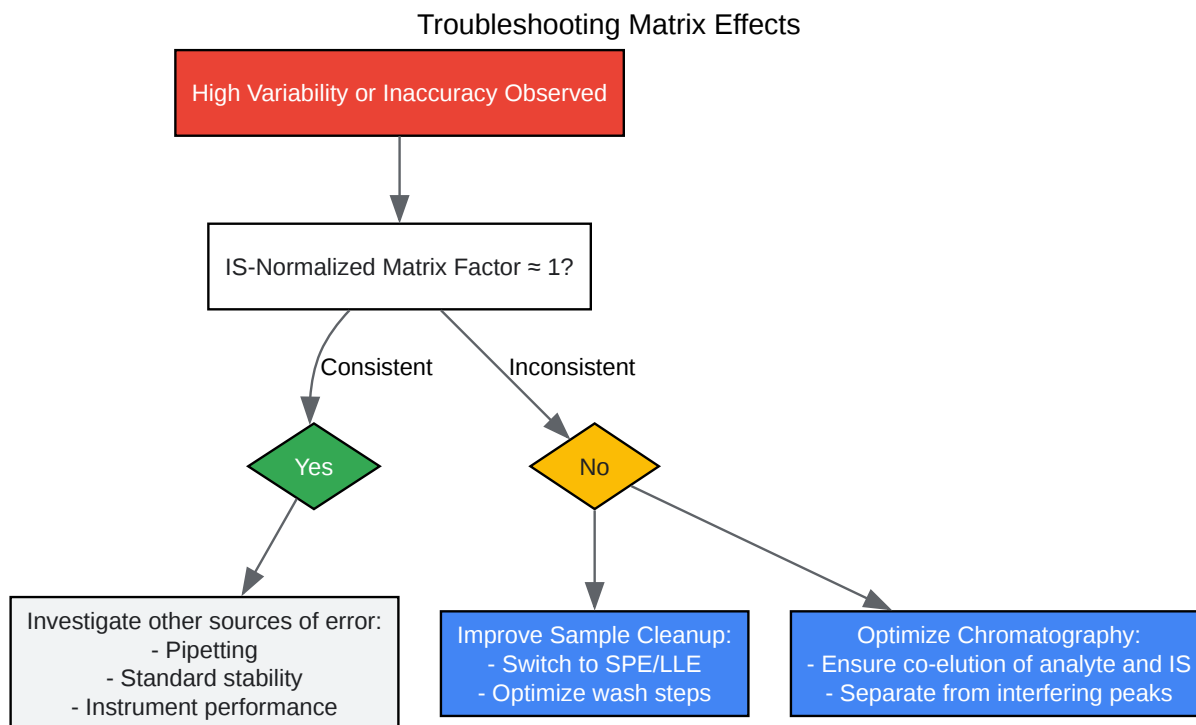 Troubleshooting Matrix Effects
High Variability or Inaccuracy Observed
IS-Normalized Matrix Factor ≈ 1?
Consistent
Inconsistent
Yes
No
Investigate other sources of error:
- Pipetting
- Standard stability
- Instrument performance
Improve Sample Cleanup:
- Switch to SPE/LLE
- Optimize wash steps
Optimize Chromatography:
- Ensure co-elution of analyte and IS
- Separate from interfering peaks